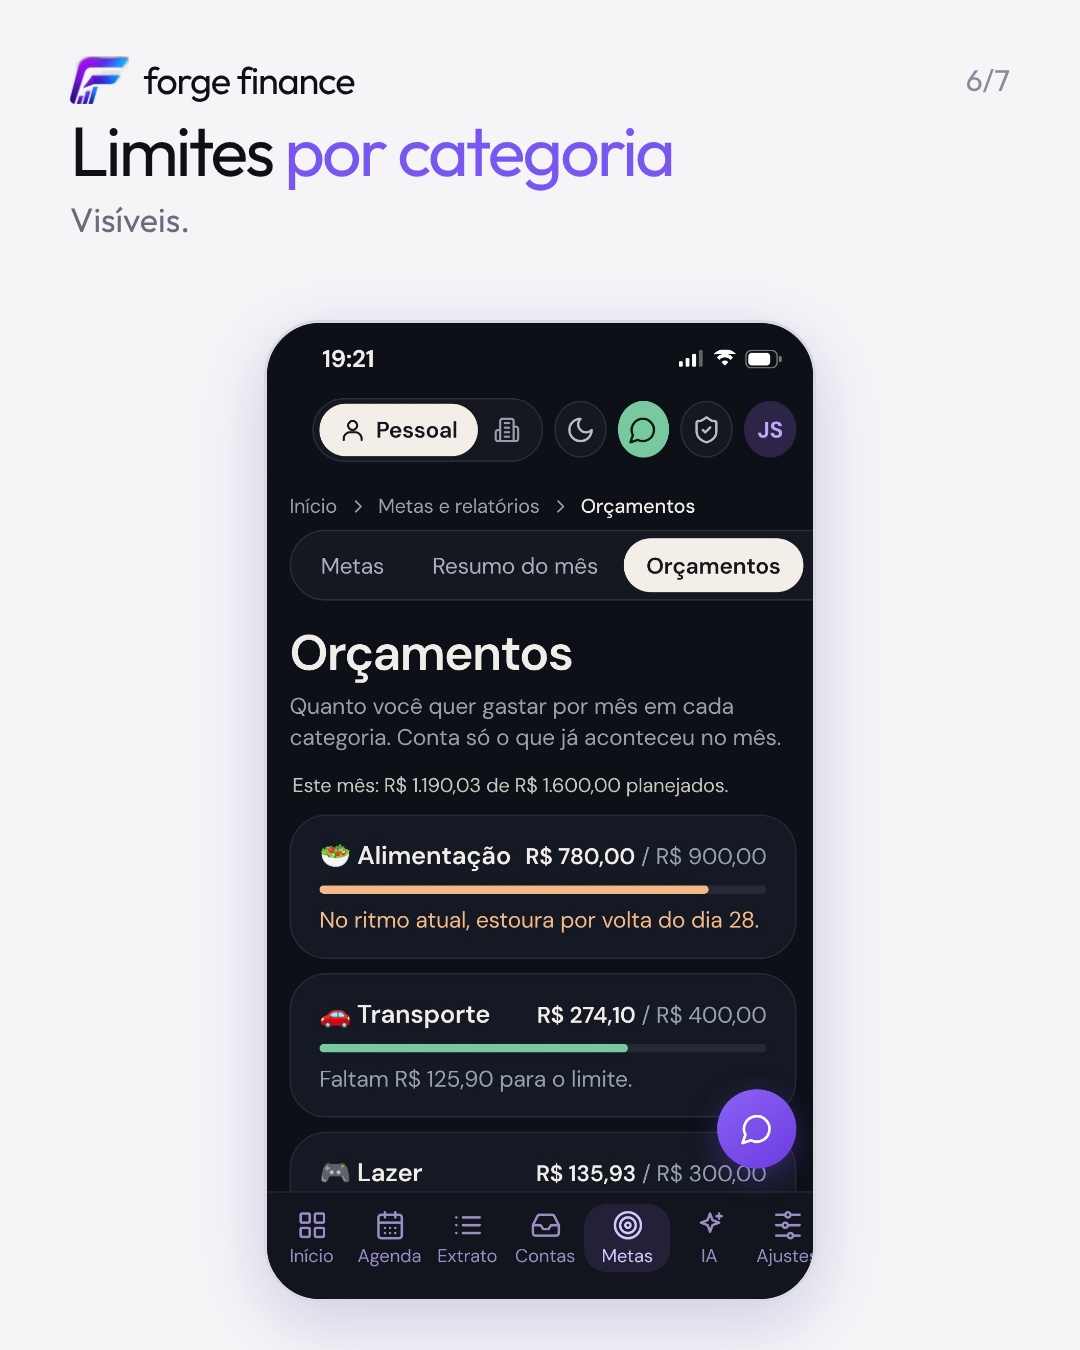 forge finance
6/7
Limites por categoria
Visíveis.
19:21
Pessoal
JS
Início > Metas e relatórios > Orçamentos
Metas Resumo do mês Orçamentos
Orçamentos
Quanto você quer gastar por mês em cada
categoria. Conta só o que já aconteceu no mês.
Este mês: R$ 1.190,03 de R$ 1.600,00 planejados.
Alimentação R$ 780,00 / R$ 900,00
No ritmo atual, estoura por volta do dia 28.
Transporte R$ 274,10 / R$ 400,00
Faltam R$ 125,90 para o limite.
Lazer R$ 135,93 / R$ 300,00
Início Agenda Extrato Contas Metas IA Ajustes